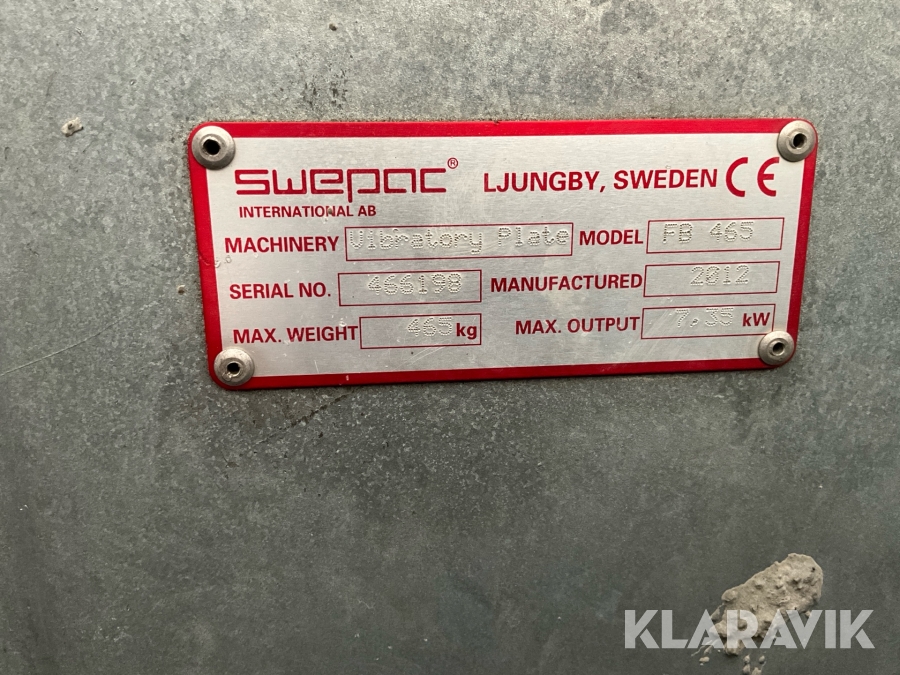 swepac® LJUNGBY, SWEDEN CE
INTERNATIONAL AB
MACHINERY Vibratory Plate MODEL FB 465
SERIAL NO. 466198 MANUFACTURED 2012
MAX. WEIGHT 465 kg MAX. OUTPUT 7,35 kW
KLARAVIK